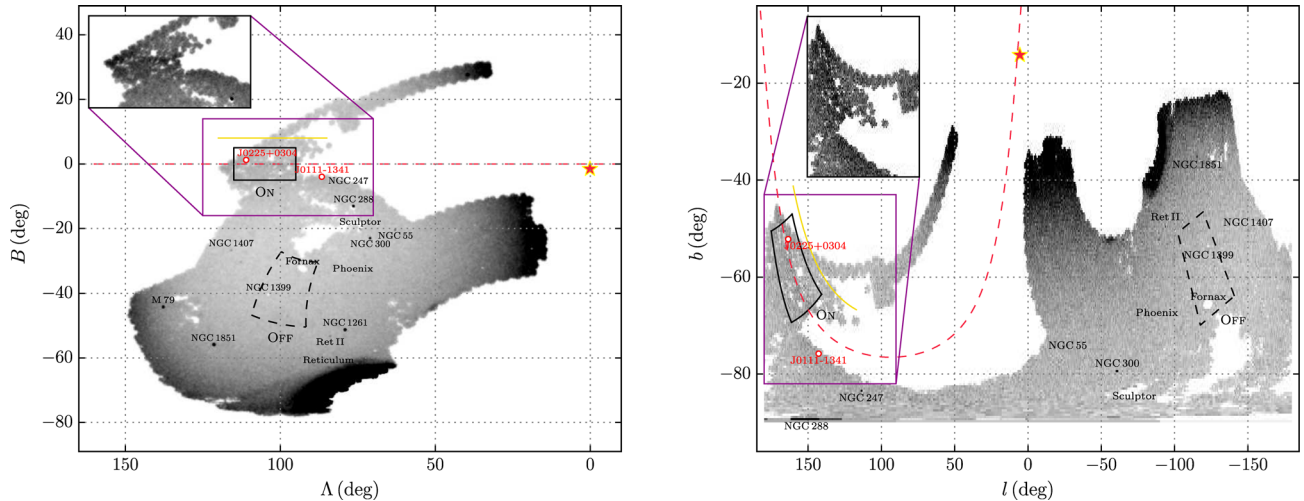 40
20
0
−20
−40
−60
−80
B (deg)
150
100
50
0
Λ (deg)
J0225+0304
J0111-1341
ON
NGC 247
NGC 288
Sculptor
NGC 55
NGC 300
NGC 1407
Fornax
Phoenix
NGC 1399
M 79
OFF
NGC 1261
NGC 1851
Ret II
Reticulum
−20
−40
−60
−80
b (deg)
150
100
50
0
−50
−100
−150
l (deg)
NGC 1851
Ret II
NGC 1407
J0225+0304
NGC 1399
Fornax
ON
Phoenix
OFF
NGC 55
J0111-1341
NGC 300
NGC 247
Sculptor
NGC 288